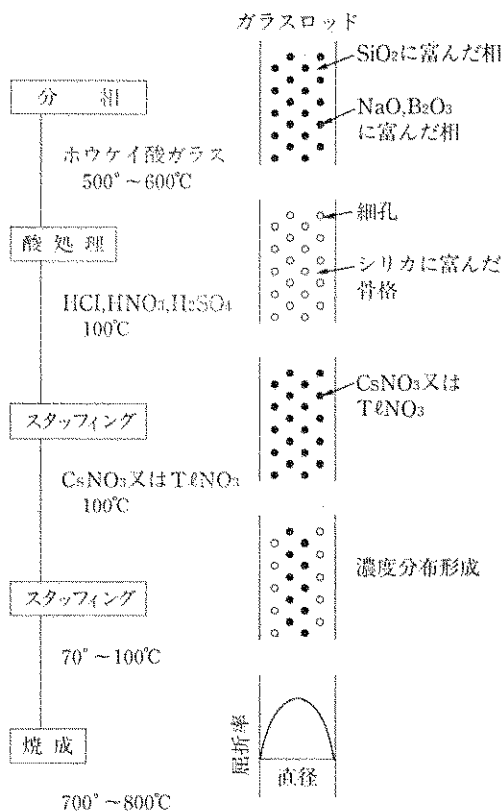 ガラスロッド
SiO₂に富んだ相
分 相
NaO,B₂O₃
に富んだ相
ホウケイ酸ガラス
500°～600℃
細孔
酸 処 理
シリカに富んだ
骨格
HCl,HNO₃,H₂SO₄
100℃
CsNO₃又は
TℓNO₃
スタッフィング
CsNO₃又はTℓNO₃
100℃
濃度分布形成
スタッフィング
70°～100℃
屈折率
焼 成
直径
700°～800℃